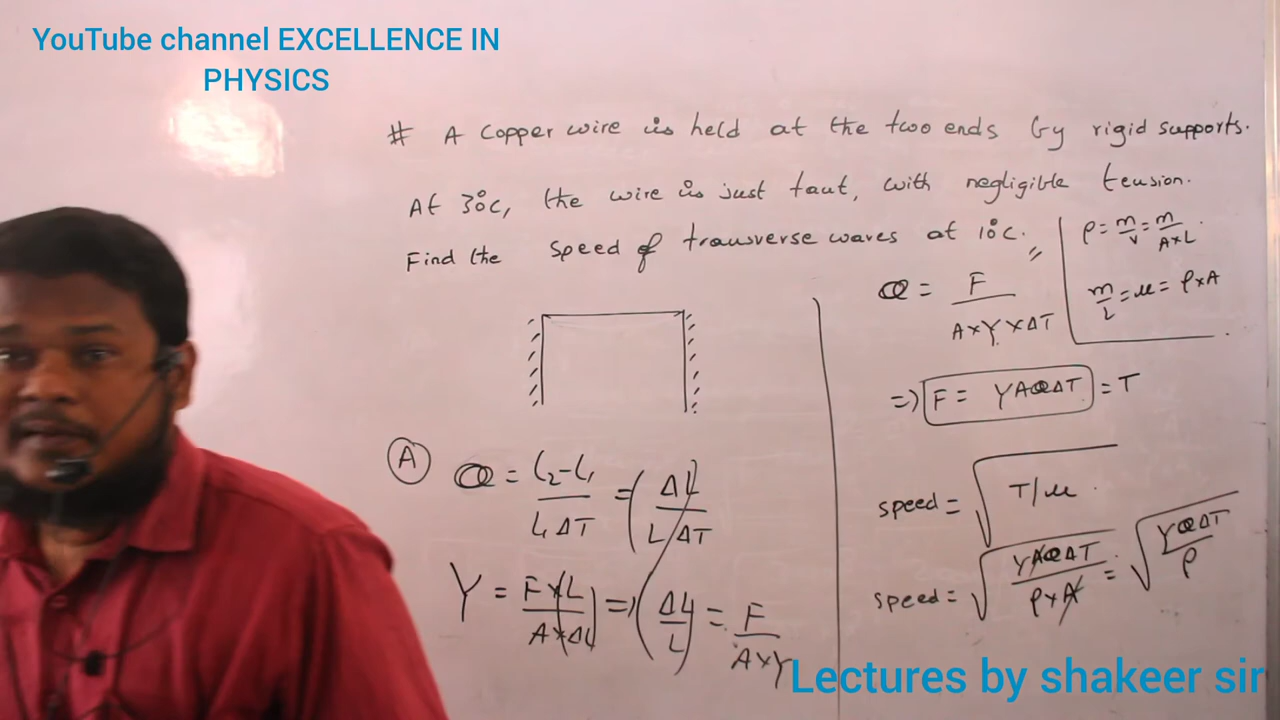 YouTube channel EXCELLENCE IN
PHYSICS
# A Copper wire is held at the two ends by rigid supports.
At 30°C, the wire is just taut, with negligible tension.
Find the speed of transverse waves at 10°C.
ρ = m/V = m/A×L
m/L = μ = ρ×A
α = F/A×Y×ΔT
=> F = YAαΔT = T
speed = √T/μ
speed = √YAαΔT/ρ×A = √YαΔT/ρ
A α = L₂-L₁/L₁ΔT = (ΔL/LΔT
Y = F×L/A×ΔL => (ΔL/L) = F/A×Y
Lectures by shakeer sir